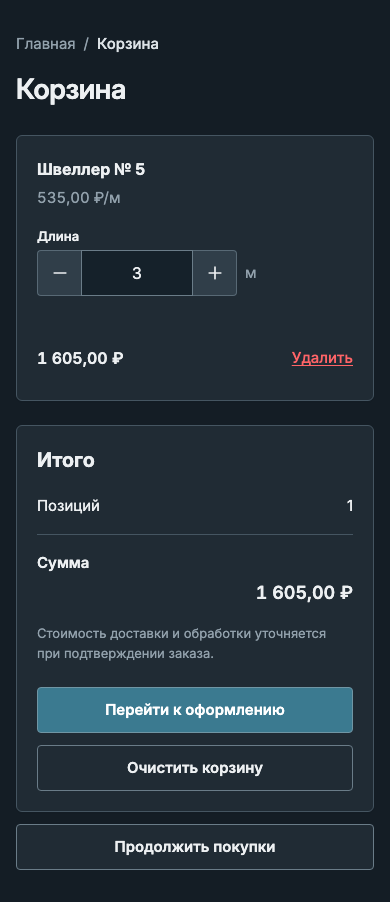 Главная / Корзина
Корзина
Швеллер № 5
535,00 ₽/м
Длина
− 3 + м
1 605,00 ₽ Удалить
Итого
Позиций 1
Сумма
1 605,00 ₽
Стоимость доставки и обработки уточняется
при подтверждении заказа.
Перейти к оформлению
Очистить корзину
Продолжить покупки